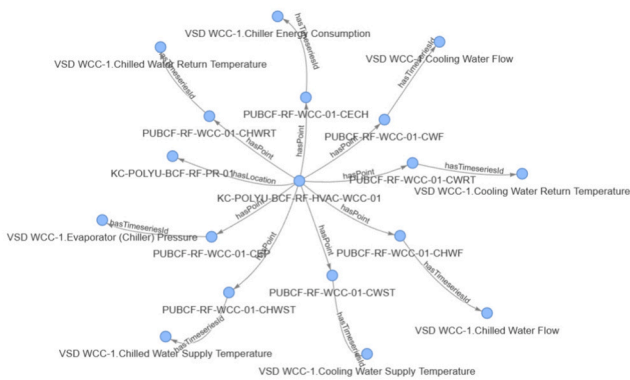 VSD WCC-1.Chiller Energy Consumption
hasTimeseriesId
VSD WCC-1.Cooling Water Flow
hasTimeseriesId
VSD WCC-1.Chilled Water Return Temperature
hasTimeseriesId
PUBCF-RF-WCC-01-CECH
PUBCF-RF-WCC-01-CHWRT
PUBCF-RF-WCC-01-CWF
hasPoint
hasPoint
hasPoint
KC-POLYU-BCF-RF-PR-01
hasLocation
hasPoint
PUBCF-RF-WCC-01-CWRT
hasTimeseriesId
VSD WCC-1.Cooling Water Return Temperature
KC-POLYU-BCF-RF-HVAC-WCC-01
hasPoint
hasPoint
hasTimeseriesId
VSD WCC-1.Evaporator (Chiller) Pressure
PUBCF-RF-WCC-01-CEP
hasPoint
hasPoint
PUBCF-RF-WCC-01-CHWF
hasTimeseriesId
PUBCF-RF-WCC-01-CHWST
PUBCF-RF-WCC-01-CWST
VSD WCC-1.Chilled Water Flow
hasTimeseriesId
hasTimeseriesId
VSD WCC-1.Chilled Water Supply Temperature
VSD WCC-1.Cooling Water Supply Temperature